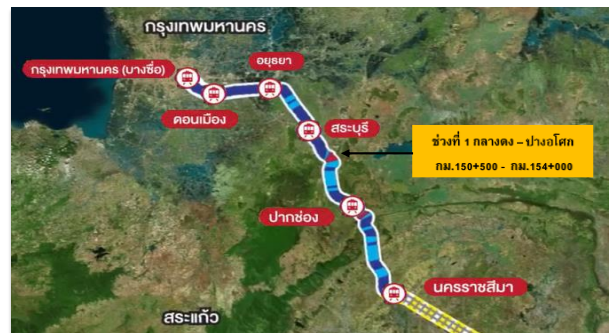 กรุงเทพมหานคร
กรุงเทพมหานคร (บางซื่อ)
อยุธยา
ดอนเมือง
สระบุรี
ช่วงที่ 1 กลางดง – ปางอโศก
กม.150+500 - กม.154+000
ปากช่อง
นครราชสีมา
สระแก้ว